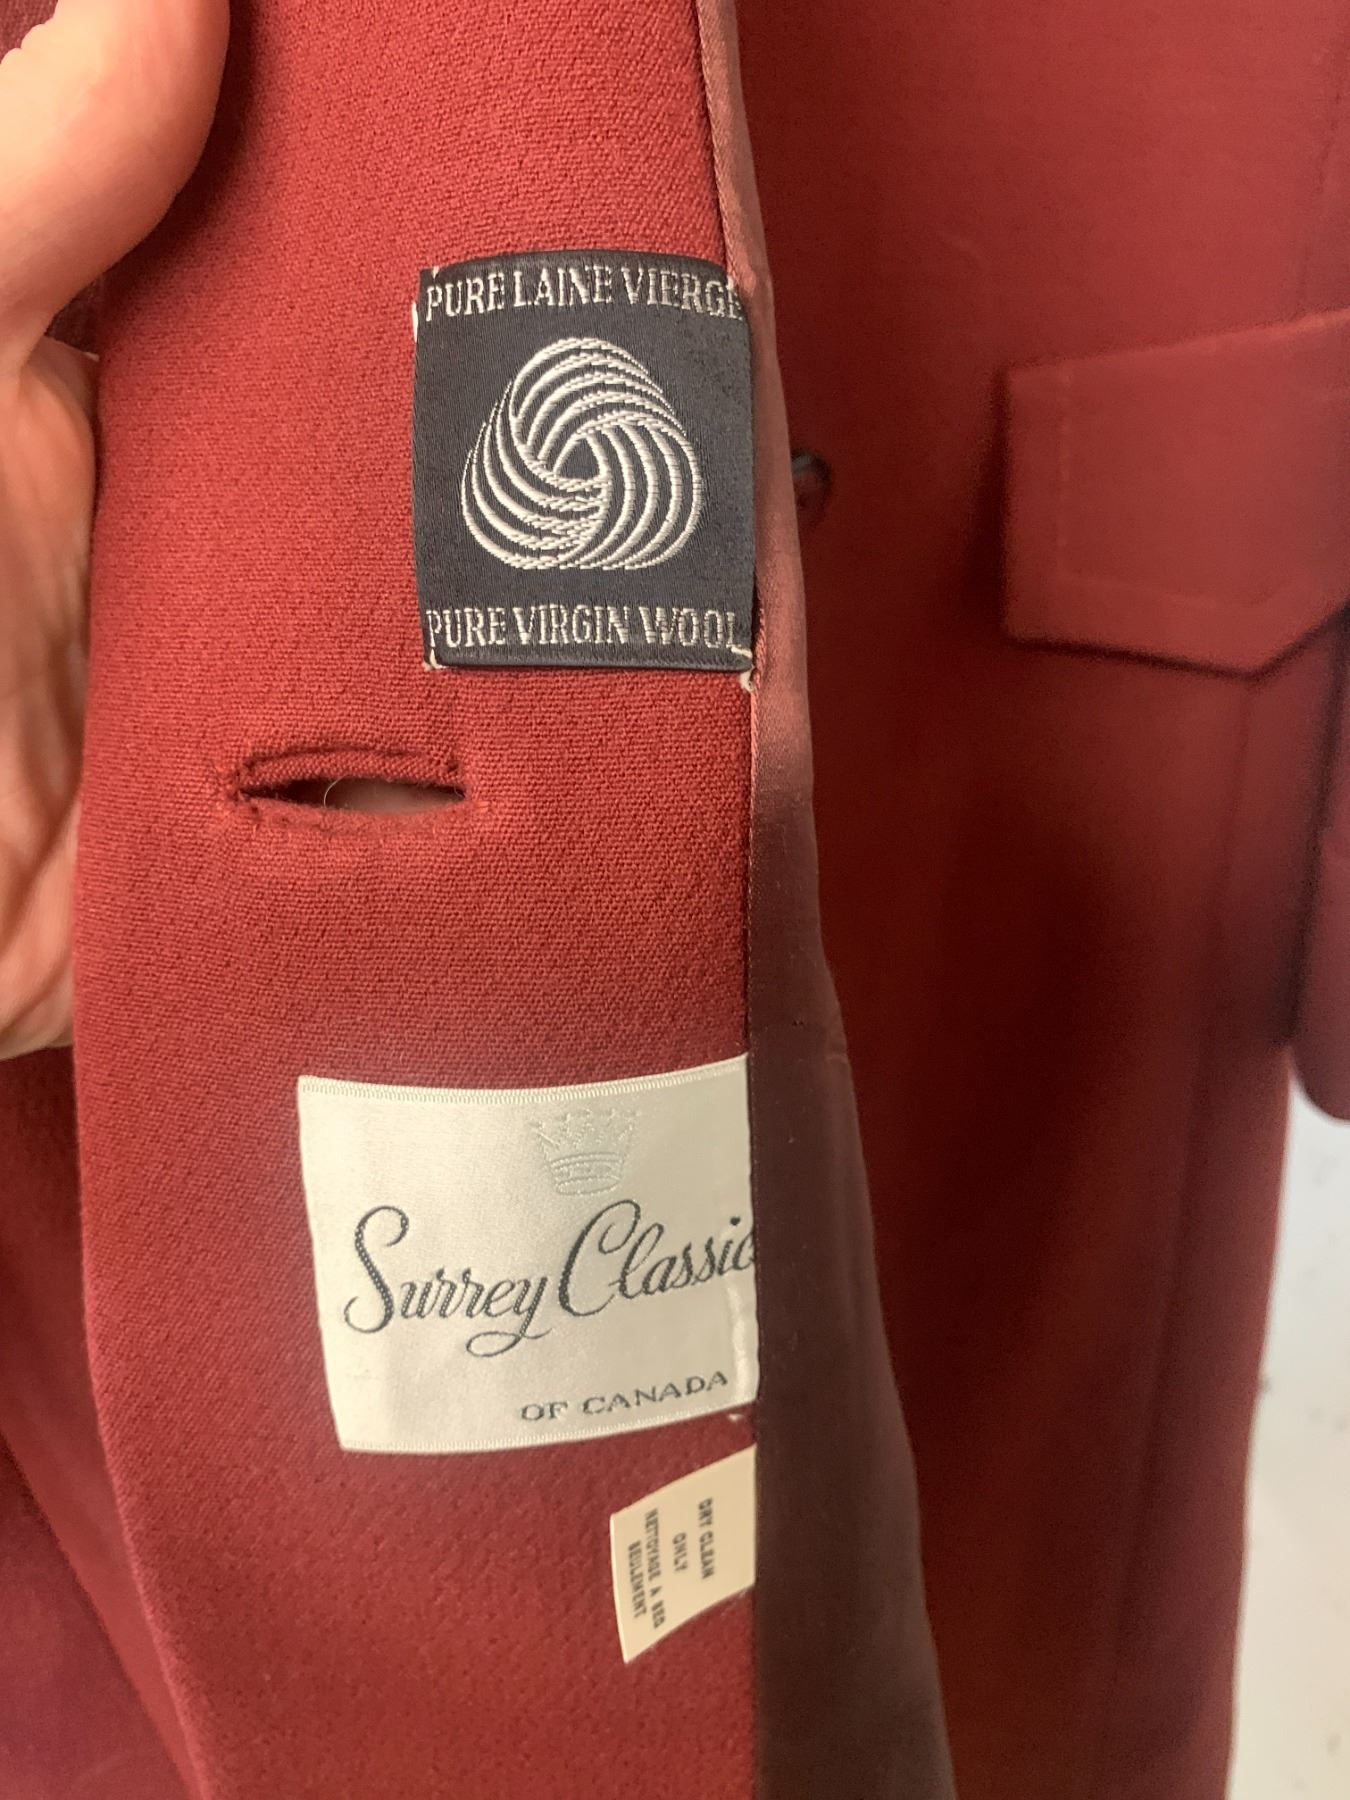 PURE LAINE VIERGE
PURE VIRGIN WOOL
Surrey Classic
OF CANADA
DRY CLEAN
ONLY
NETTOYAGE A SEC
SEULEMENT